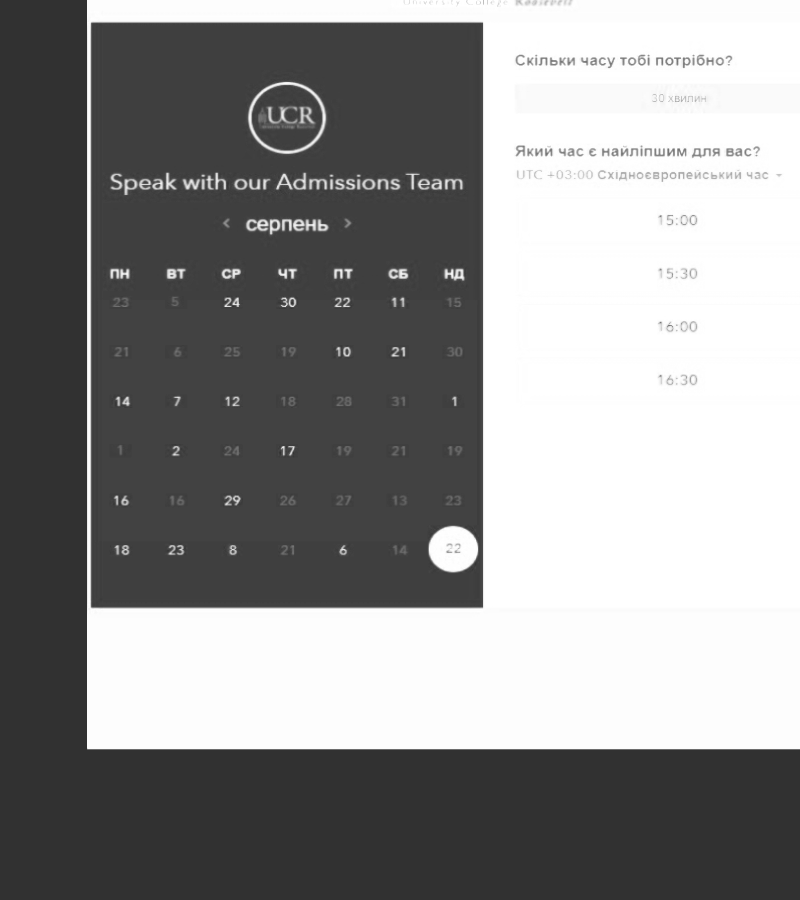 University College Roosevelt
Скільки часу тобі потрібно?
30 хвилин
UCR
Який час є найліпшим для вас?
UTC +03:00 Східноєвропейський час
Speak with our Admissions Team
15:00
< серпень >
ПН ВТ СР ЧТ ПТ СБ НД
15:30
23 5 24 30 22 11 15
16:00
21 6 25 19 10 21 30
16:30
14 7 12 18 28 31 1
1 2 24 17 19 21 19
16 16 29 26 27 13 23
18 23 8 21 6 14 22